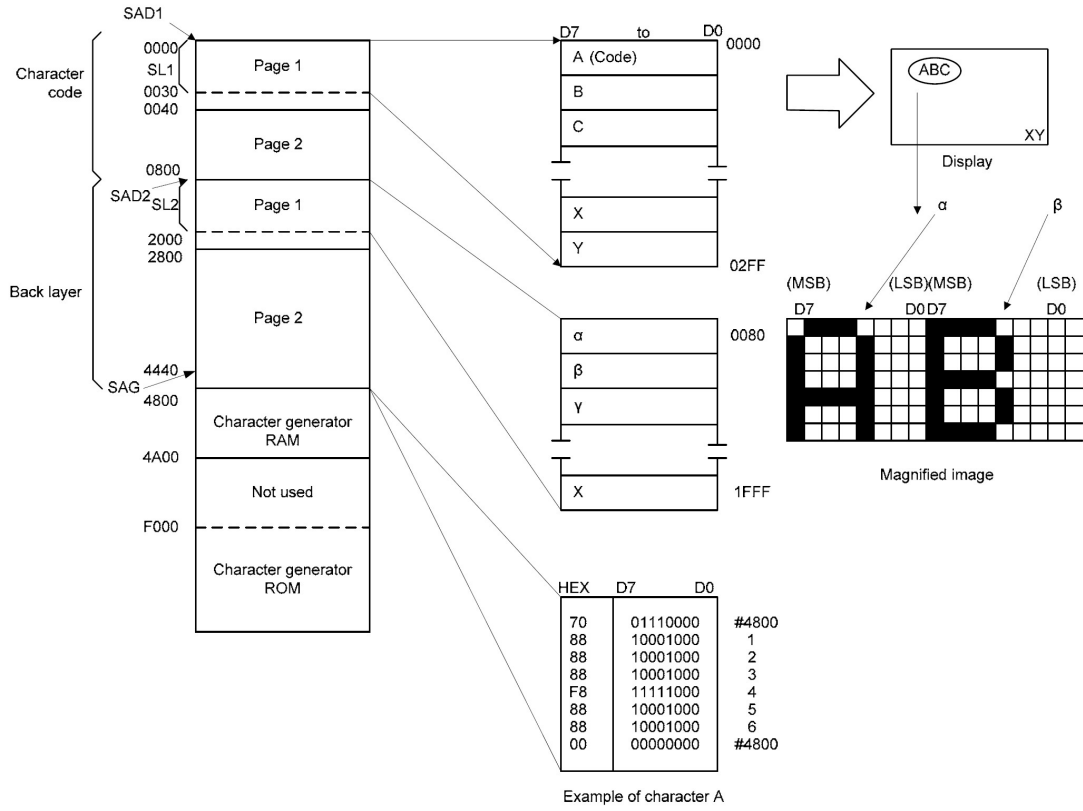 SAD1
0000
SL1
0030
0040
Character
code
Page 1
Page 2
0800
SAD2
SL2
2000
2800
Page 1
Back layer
Page 2
4440
SAG
4800
Character generator
RAM
4A00
Not used
F000
Character generator
ROM
D7 to D0
0000
A (Code)
B
C
X
Y
02FF
ABC
XY
Display
α
β
γ
X
0080
1FFF
α β
(MSB) (LSB)(MSB) (LSB)
D7 D0 D7 D0
Magnified image
HEX D7 D0
70 01110000 #4800
88 10001000 1
88 10001000 2
88 10001000 3
F8 11111000 4
88 10001000 5
88 10001000 6
00 00000000 #4800
Example of character A